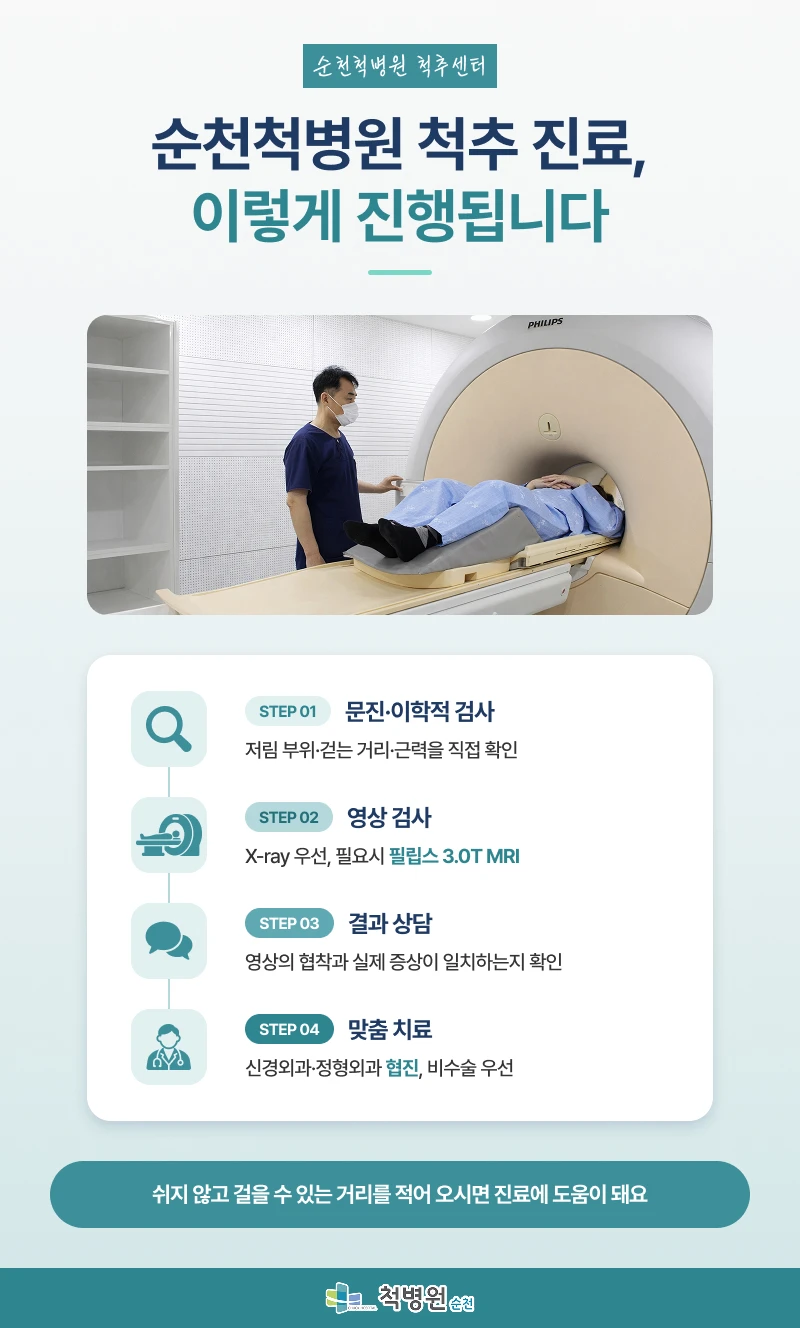 순천척병원 척추센터
순천척병원 척추 진료,
이렇게 진행됩니다
PHILIPS
STEP 01 문진·이학적 검사
저림 부위·걷는 거리·근력을 직접 확인
STEP 02 영상 검사
X-ray 우선, 필요시 필립스 3.0T MRI
STEP 03 결과 상담
영상의 협착과 실제 증상이 일치하는지 확인
STEP 04 맞춤 치료
신경외과·정형외과 협진, 비수술 우선
쉬지 않고 걸을 수 있는 거리를 적어 오시면 진료에 도움이 돼요
척병원 순천